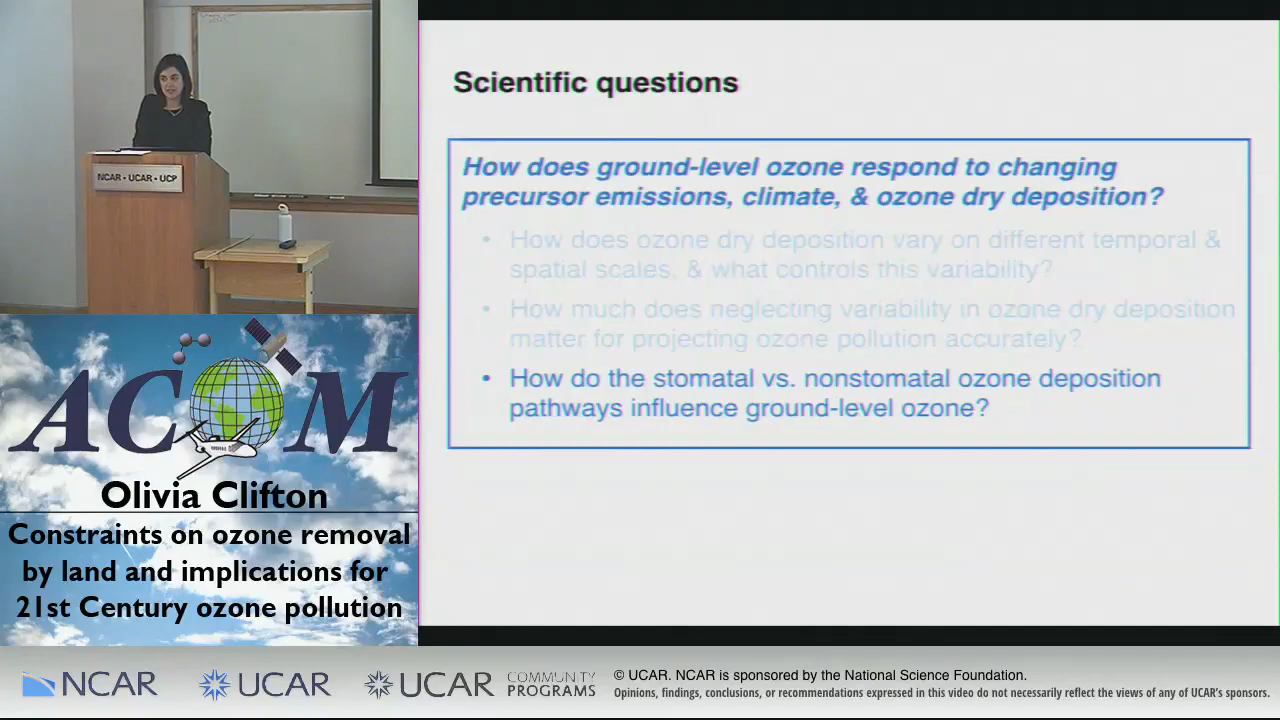 NCAR • UCAR • UCP
Scientific questions
How does ground-level ozone respond to changing
precursor emissions, climate, & ozone dry deposition?
• How does ozone dry deposition vary on different temporal &
spatial scales, & what controls this variability?
• How much does neglecting variability in ozone dry deposition
matter for projecting ozone pollution accurately?
• How do the stomatal vs. nonstomatal ozone deposition
pathways influence ground-level ozone?
ACOM
Olivia Clifton
Constraints on ozone removal
by land and implications for
21st Century ozone pollution
NCAR
UCAR
UCAR
COMMUNITY
PROGRAMS
© UCAR. NCAR is sponsored by the National Science Foundation.
Opinions, findings, conclusions, or recommendations expressed in this video do not necessarily reflect the views of any of UCAR's sponsors.